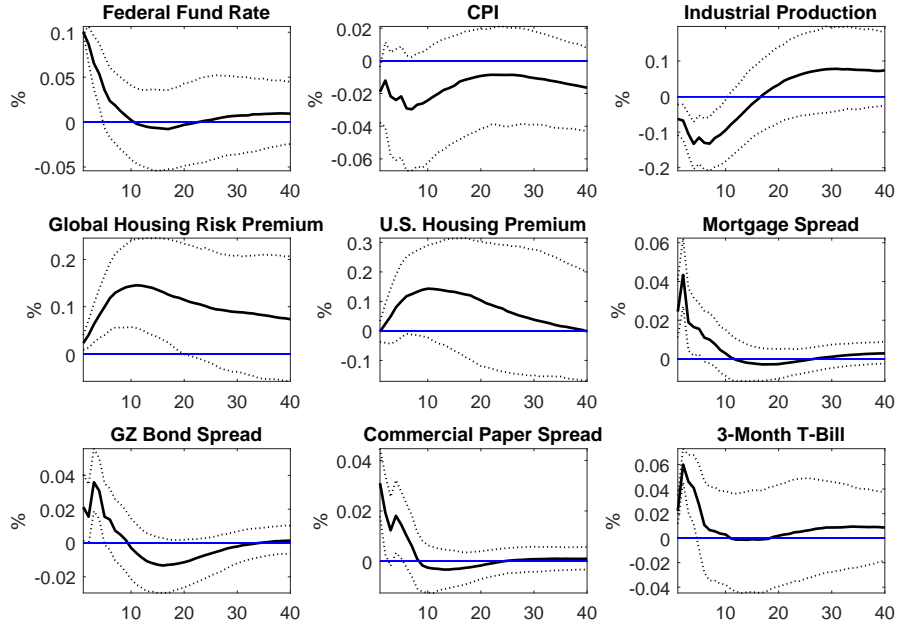 Federal Fund Rate
%
0.1
0.05
0
-0.05
10 20 30 40
CPI
0.02
0
-0.02
-0.04
-0.06
10 20 30 40
Industrial Production
0.1
0
-0.1
-0.2
10 20 30 40
Global Housing Risk Premium
%
0.2
0.1
0
10 20 30 40
U.S. Housing Premium
%
0.3
0.2
0.1
0
-0.1
10 20 30 40
Mortgage Spread
%
0.06
0.04
0.02
0
10 20 30 40
GZ Bond Spread
%
0.04
0.02
0
-0.02
10 20 30 40
Commercial Paper Spread
%
0.04
0.02
0
10 20 30 40
3-Month T-Bill
%
0.06
0.04
0.02
0
-0.02
-0.04
10 20 30 40